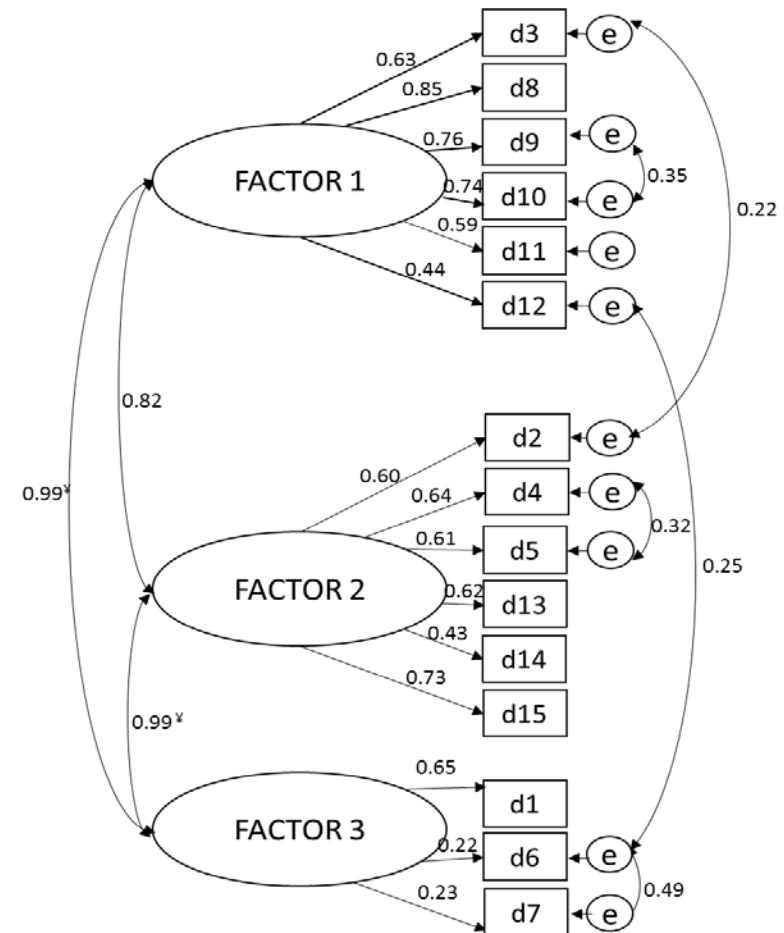 d3
e
0.63
0.85
d8
0.76
d9
e
FACTOR 1
0.35
0.74
d10
e
0.22
0.59
d11
e
0.44
d12
e
0.82
d2
e
0.60
0.99¥
0.64
d4
e
0.32
0.61
d5
e
0.25
FACTOR 2
0.62
d13
0.43
d14
0.73
d15
0.99¥
0.65
d1
FACTOR 3
0.22
d6
e
0.49
0.23
d7
e